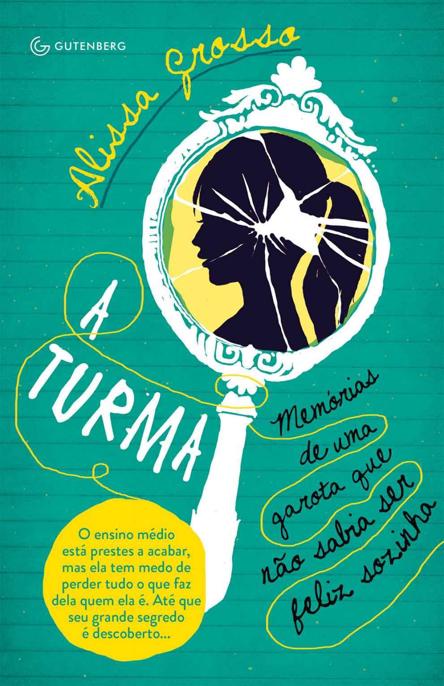 GUTENBERG
Alissa Grosso
A
TURMA
Memórias
de uma
garota que
não sabia ser
feliz sozinha
O ensino médio
está prestes a acabar,
mas ela tem medo de
perder tudo o que faz
dela quem ela é. Até que
seu grande segredo
é descoberto...